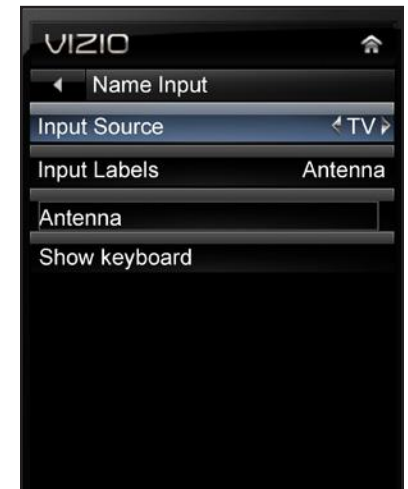 VIZIO
Name Input
Input Source TV
Input Labels Antenna
Antenna
Show keyboard